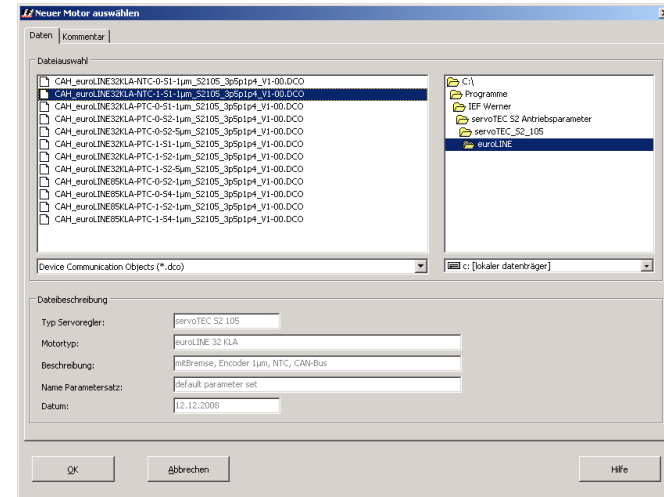 Neuer Motor auswählen
Daten
Kommentar
Dateiauswahl
CAH_euroLINE32KLA-NTC-0-S1-1µm_S2105_3p5p1p4_V1-00.DCO
CAH_euroLINE32KLA-NTC-1-S1-1µm_S2105_3p5p1p4_V1-00.DCO
CAH_euroLINE32KLA-PTC-0-S1-1µm_S2105_3p5p1p4_V1-00.DCO
CAH_euroLINE32KLA-PTC-0-S2-1µm_S2105_3p5p1p4_V1-00.DCO
CAH_euroLINE32KLA-PTC-0-S2-5µm_S2105_3p5p1p4_V1-00.DCO
CAH_euroLINE32KLA-PTC-1-S1-1µm_S2105_3p5p1p4_V1-00.DCO
CAH_euroLINE32KLA-PTC-1-S2-1µm_S2105_3p5p1p4_V1-00.DCO
CAH_euroLINE32KLA-PTC-1-S2-5µm_S2105_3p5p1p4_V1-00.DCO
CAH_euroLINE85KLA-PTC-0-S2-1µm_S2105_3p5p1p4_V1-00.DCO
CAH_euroLINE85KLA-PTC-0-S4-1µm_S2105_3p5p1p4_V1-00.DCO
CAH_euroLINE85KLA-PTC-1-S2-1µm_S2105_3p5p1p4_V1-00.DCO
CAH_euroLINE85KLA-PTC-1-S4-1µm_S2105_3p5p1p4_V1-00.DCO
C:\
Programme
IEF Werner
servoTEC S2 Antriebsparameter
servoTEC_S2_105
euroLINE
Device Communication Objects (*.dco)
c: [lokaler datenträger]
Dateibeschreibung
Typ Servoregler: servoTEC S2 105
Motortyp: euroLINE 32 KLA
Beschreibung: mitBremse, Encoder 1µm, NTC, CAN-Bus
Name Parametersatz: default parameter set
Datum: 12.12.2008
OK
Abbrechen
Hilfe